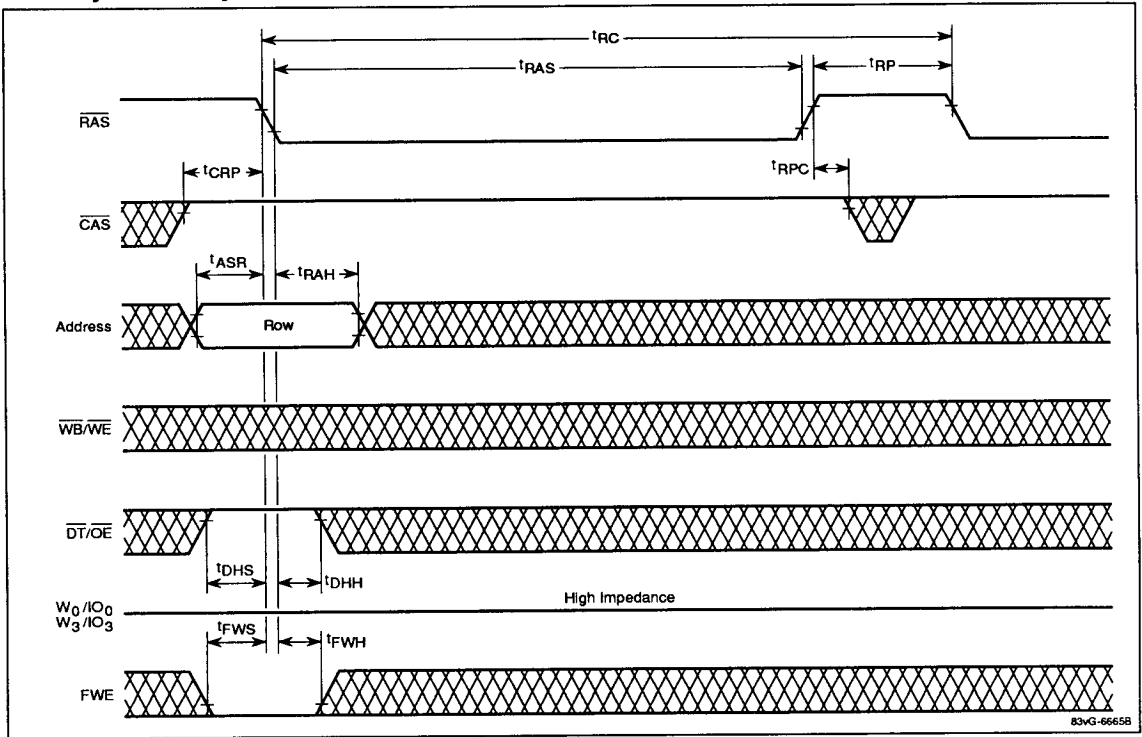 tRC
tRAS
tRP
RAS
tCRP
tRPC
CAS
tASR
tRAH
Address
Row
WB/WE
DT/OE
tDHS
tDHH
High Impedance
W0/IO0
W3/IO3
tFWS
tFWH
FWE
83vG-6665B